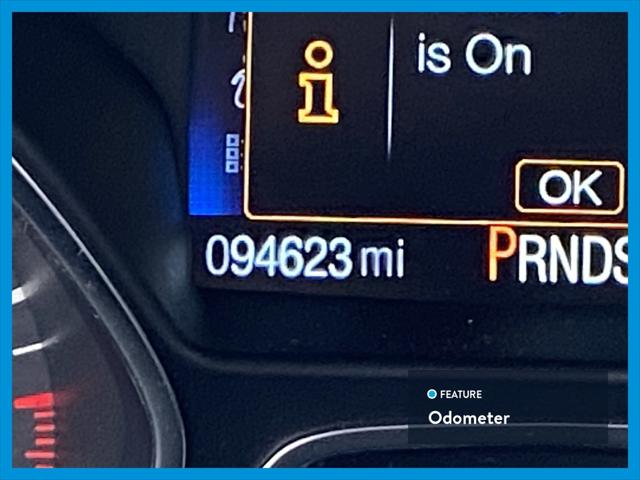 is On
OK
094623 mi
PRNDS
FEATURE
Odometer